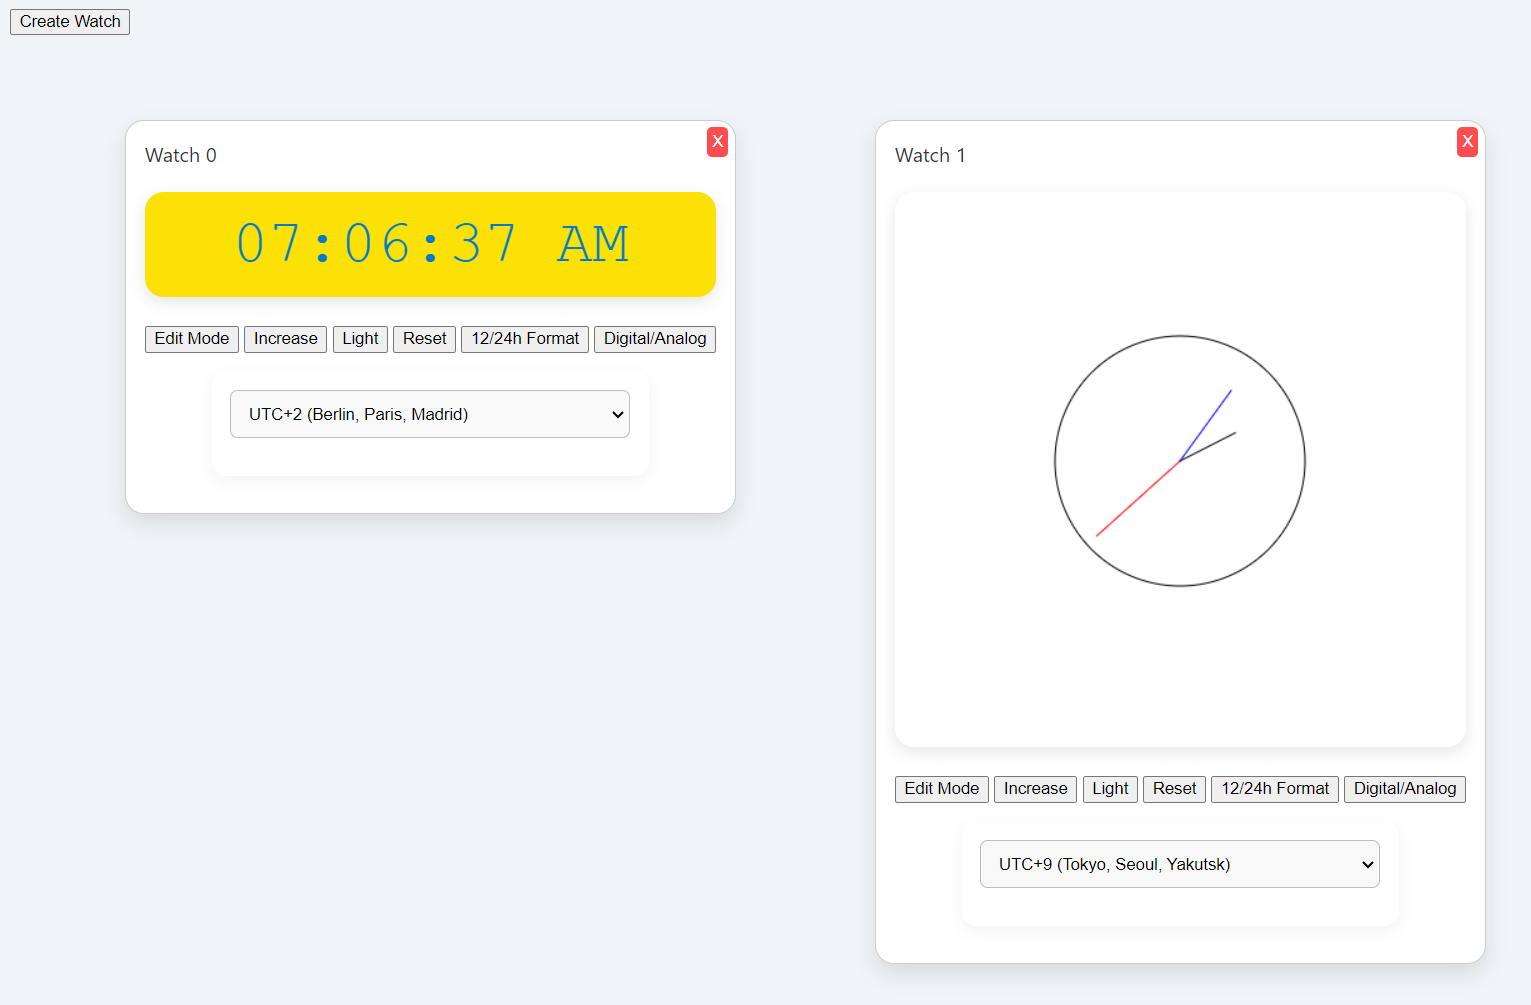 Create Watch
Watch 0
X
07:06:37 AM
Edit Mode Increase Light Reset 12/24h Format Digital/Analog
UTC+2 (Berlin, Paris, Madrid)
Watch 1
X
Edit Mode Increase Light Reset 12/24h Format Digital/Analog
UTC+9 (Tokyo, Seoul, Yakutsk)